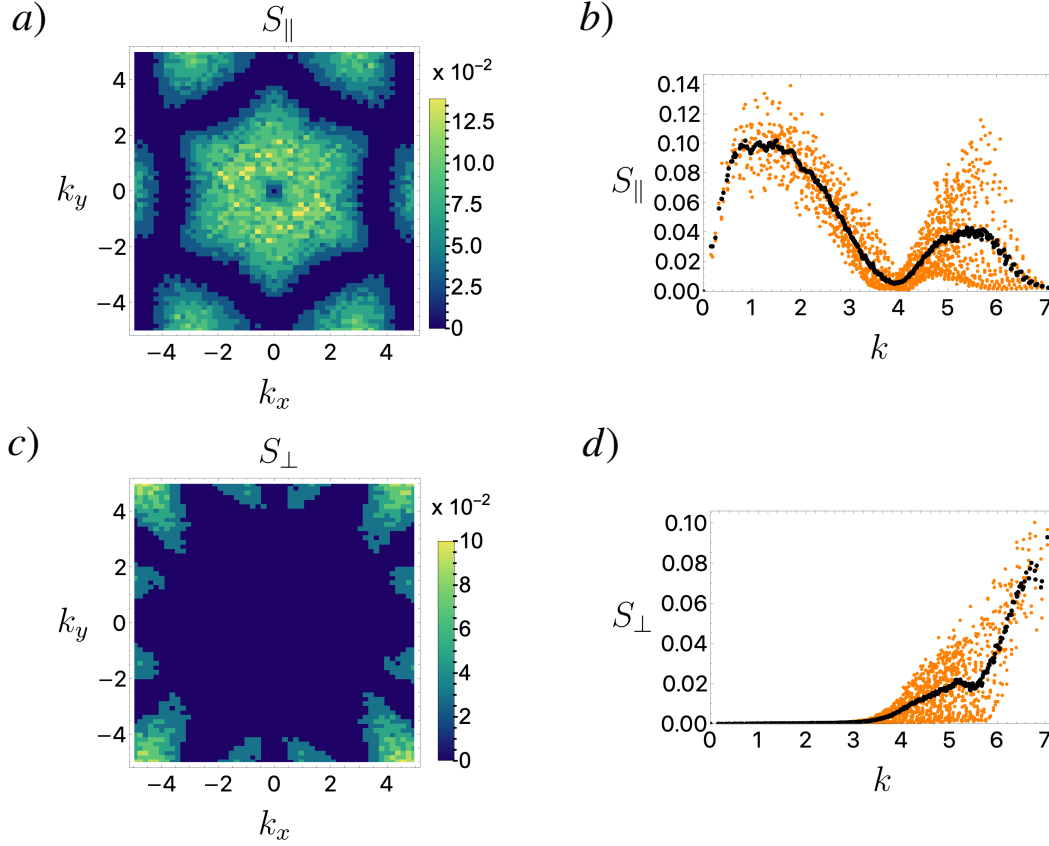 a)
S∥
x 10⁻²
12.5
10.0
7.5
5.0
2.5
0
4
2
0
−2
−4
k_y
−4 −2 0 2 4
k_x
b)
0.14
0.12
0.10
0.08
0.06
0.04
0.02
0.00
S∥
0 1 2 3 4 5 6 7
k
c)
S⊥
x 10⁻²
10
8
6
4
2
0
4
2
0
−2
−4
k_y
−4 −2 0 2 4
k_x
d)
0.10
0.08
0.06
0.04
0.02
0.00
S⊥
0 1 2 3 4 5 6 7
k